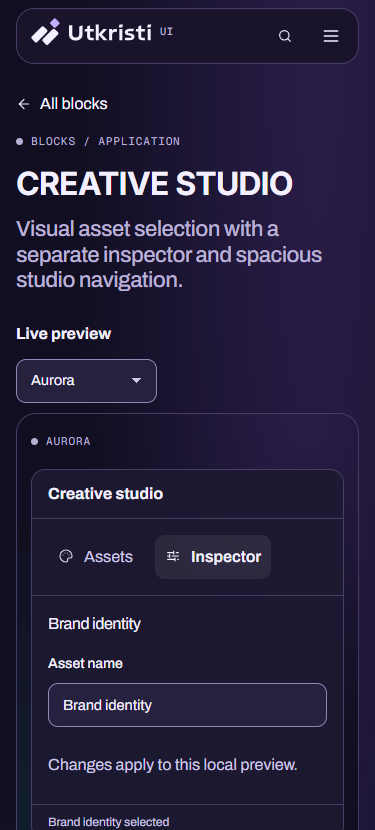 Utkristi UI
All blocks
BLOCKS / APPLICATION
CREATIVE STUDIO
Visual asset selection with a
separate inspector and spacious
studio navigation.
Live preview
Aurora
AURORA
Creative studio
Assets
Inspector
Brand identity
Asset name
Brand identity
Changes apply to this local preview.
Brand identity selected